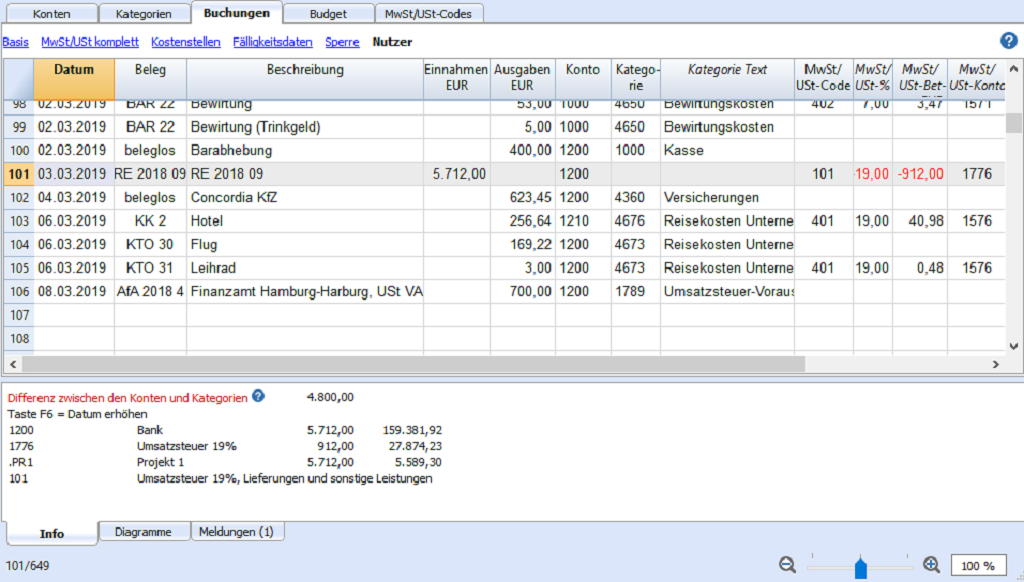 Konten Kategorien Buchungen Budget MwSt/USt-Codes
Basis MwSt/USt komplett Kostenstellen Fälligkeitsdaten Sperre Nutzer
Datum Beleg Beschreibung Einnahmen Ausgaben Konto Katego- Kategorie Text MwSt/ MwSt/ MwSt/ MwSt/
EUR EUR rie USt-Code USt-% USt-Bet- USt-Konto
98 02.03.2019 BAR 22 Bewirtung 53,00 1000 4650 Bewirtungskosten 402 7,00 3,47 1571
99 02.03.2019 BAR 22 Bewirtung (Trinkgeld) 5,00 1000 4650 Bewirtungskosten
100 02.03.2019 beleglos Barabhebung 400,00 1200 1000 Kasse
101 03.03.2019 RE 2018 09 RE 2018 09 5.712,00 1200 101 -19,00 -912,00 1776
102 04.03.2019 beleglos Concordia KfZ 623,45 1200 4360 Versicherungen
103 06.03.2019 KK 2 Hotel 256,64 1210 4676 Reisekosten Unterne 401 19,00 40,98 1576
104 06.03.2019 KTO 30 Flug 169,22 1200 4673 Reisekosten Unterne
105 06.03.2019 KTO 31 Leihrad 3,00 1200 4673 Reisekosten Unterne 401 19,00 0,48 1576
106 08.03.2019 AfA 2018 4 Finanzamt Hamburg-Harburg, USt VA 700,00 1200 1789 Umsatzsteuer-Voraus
107
108
Differenz zwischen den Konten und Kategorien ? 4.800,00
Taste F6 = Datum erhöhen
1200 Bank 5.712,00 159.381,92
1776 Umsatzsteuer 19% 912,00 27.874,23
.PR1 Projekt 1 5.712,00 5.589,30
101 Umsatzsteuer 19%, Lieferungen und sonstige Leistungen
Info Diagramme Meldungen (1)
101/649 100 %